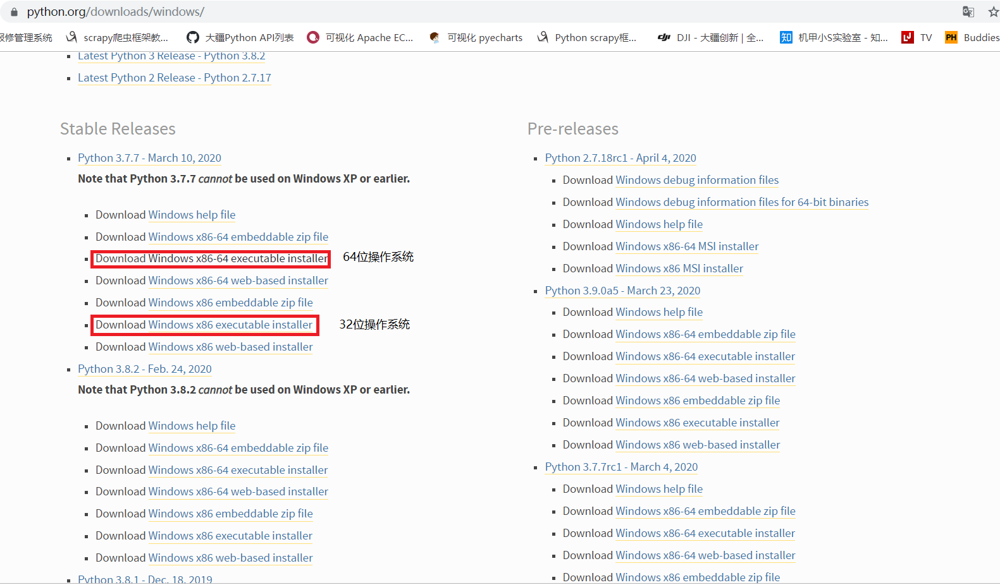 python.org/downloads/windows/
修管理系统 scrapy爬虫框架教... 大疆Python API列表 可视化 Apache EC... 可视化 pyecharts Python scrapy框... DJI - 大疆创新 | 全... 知 机甲小S实验室 - 知... TV PH Buddies
Latest Python 3 Release - Python 3.8.2
Latest Python 2 Release - Python 2.7.17
Stable Releases
Python 3.7.7 - March 10, 2020
Note that Python 3.7.7 cannot be used on Windows XP or earlier.
Download Windows help file
Download Windows x86-64 embeddable zip file
Download Windows x86-64 executable installer 64位操作系统
Download Windows x86-64 web-based installer
Download Windows x86 embeddable zip file
Download Windows x86 executable installer 32位操作系统
Download Windows x86 web-based installer
Python 3.8.2 - Feb. 24, 2020
Note that Python 3.8.2 cannot be used on Windows XP or earlier.
Download Windows help file
Download Windows x86-64 embeddable zip file
Download Windows x86-64 executable installer
Download Windows x86-64 web-based installer
Download Windows x86 embeddable zip file
Download Windows x86 executable installer
Download Windows x86 web-based installer
Python 3.8.1 - Dec. 18, 2019
Pre-releases
Python 2.7.18rc1 - April 4, 2020
Download Windows debug information files
Download Windows debug information files for 64-bit binaries
Download Windows help file
Download Windows x86-64 MSI installer
Download Windows x86 MSI installer
Python 3.9.0a5 - March 23, 2020
Download Windows help file
Download Windows x86-64 embeddable zip file
Download Windows x86-64 executable installer
Download Windows x86-64 web-based installer
Download Windows x86 embeddable zip file
Download Windows x86 executable installer
Download Windows x86 web-based installer
Python 3.7.7rc1 - March 4, 2020
Download Windows help file
Download Windows x86-64 embeddable zip file
Download Windows x86-64 executable installer
Download Windows x86-64 web-based installer
Download Windows x86 embeddable zip file